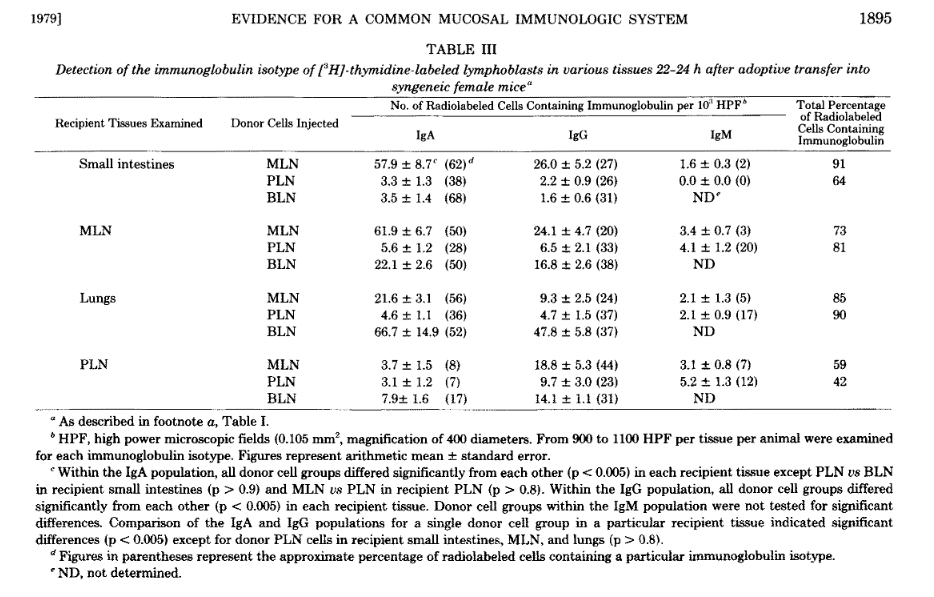 1979] EVIDENCE FOR A COMMON MUCOSAL IMMUNOLOGIC SYSTEM 1895
TABLE III
Detection of the immunoglobulin isotype of [³H]-thymidine-labeled lymphoblasts in various tissues 22-24 h after adoptive transfer into
syngeneic female miceᵃ
Recipient Tissues Examined Donor Cells Injected No. of Radiolabeled Cells Containing Immunoglobulin per 10³ HPFᵇ Total Percentage
of Radiolabeled
Cells Containing
Immunoglobulin
IgA IgG IgM
Small intestines MLN 57.9 ± 8.7ᶜ (62)ᵈ 26.0 ± 5.2 (27) 1.6 ± 0.3 (2) 91
PLN 3.3 ± 1.3 (38) 2.2 ± 0.9 (26) 0.0 ± 0.0 (0) 64
BLN 3.5 ± 1.4 (68) 1.6 ± 0.6 (31) NDᵉ
MLN MLN 61.9 ± 6.7 (50) 24.1 ± 4.7 (20) 3.4 ± 0.7 (3) 73
PLN 5.6 ± 1.2 (28) 6.5 ± 2.1 (33) 4.1 ± 1.2 (20) 81
BLN 22.1 ± 2.6 (50) 16.8 ± 2.6 (38) ND
Lungs MLN 21.6 ± 3.1 (56) 9.3 ± 2.5 (24) 2.1 ± 1.3 (5) 85
PLN 4.6 ± 1.1 (36) 4.7 ± 1.5 (37) 2.1 ± 0.9 (17) 90
BLN 66.7 ± 14.9 (52) 47.8 ± 5.8 (37) ND
PLN MLN 3.7 ± 1.5 (8) 18.8 ± 5.3 (44) 3.1 ± 0.8 (7) 59
PLN 3.1 ± 1.2 (7) 9.7 ± 3.0 (23) 5.2 ± 1.3 (12) 42
BLN 7.9± 1.6 (17) 14.1 ± 1.1 (31) ND
ᵃ As described in footnote a, Table I.
ᵇ HPF, high power microscopic fields (0.105 mm², magnification of 400 diameters. From 900 to 1100 HPF per tissue per animal were examined
for each immunoglobulin isotype. Figures represent arithmetic mean ± standard error.
ᶜ Within the IgA population, all donor cell groups differed significantly from each other (p < 0.005) in each recipient tissue except PLN vs BLN
in recipient small intestines (p > 0.9) and MLN vs PLN in recipient PLN (p > 0.8). Within the IgG population, all donor cell groups differed
significantly from each other (p < 0.005) in each recipient tissue. Donor cell groups within the IgM population were not tested for significant
differences. Comparison of the IgA and IgG populations for a single donor cell group in a particular recipient tissue indicated significant
differences (p < 0.005) except for donor PLN cells in recipient small intestines, MLN, and lungs (p > 0.8).
ᵈ Figures in parentheses represent the approximate percentage of radiolabeled cells containing a particular immunoglobulin isotype.
ᵉ ND, not determined.